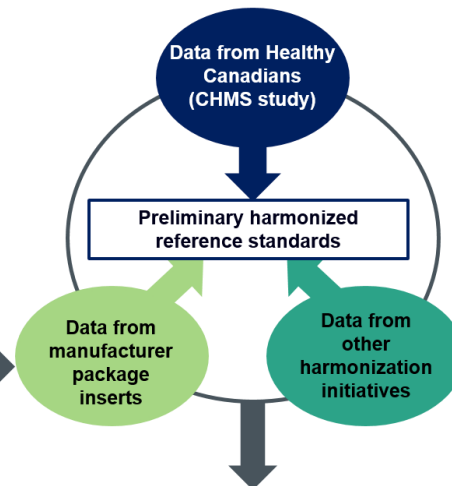 Data from Healthy
Canadians
(CHMS study)
Preliminary harmonized
reference standards
Data from
manufacturer
package
inserts
Data from
other
harmonization
initiatives